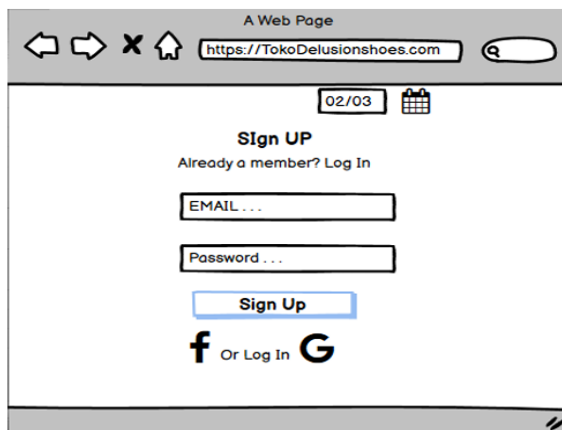 A Web Page
https://TokoDelusionshoes.com
02/03
SIgn UP
Already a member? Log In
EMAIL . . .
Password . . .
Sign Up
f Or Log In G